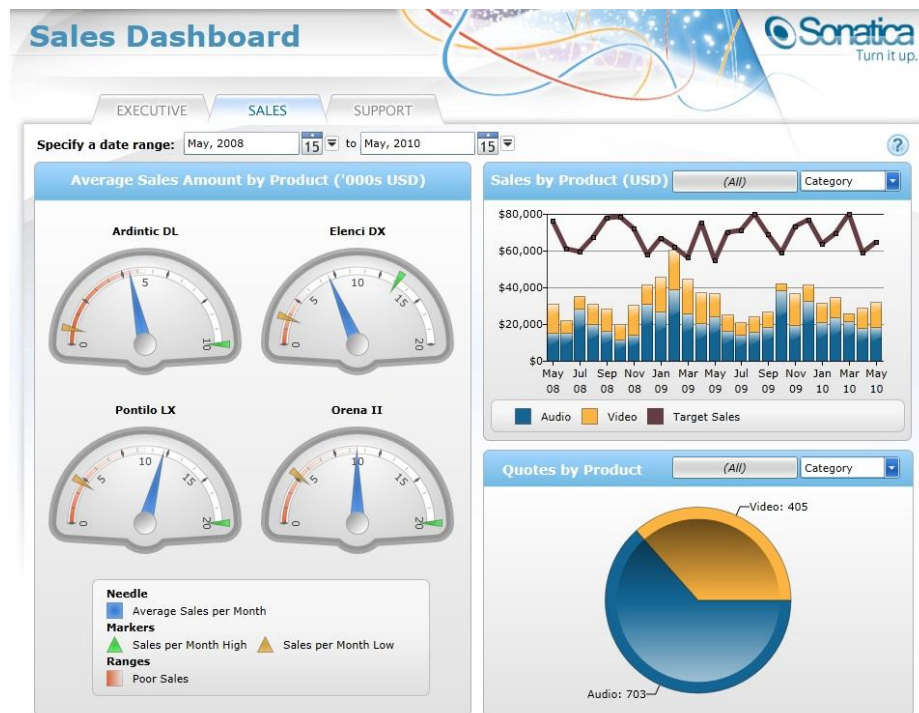 Sales Dashboard
Sonatica
Turn it up.
EXECUTIVE SALES SUPPORT
Specify a date range: May, 2008 15 to May, 2010 15 ?
Average Sales Amount by Product ('000s USD)
Ardintic DL
0 5 10
Elenci DX
0 5 10 15 20
Pontilo LX
0 5 10 15 20
Orena II
0 5 10 15 20
Needle
Average Sales per Month
Markers
Sales per Month High Sales per Month Low
Ranges
Poor Sales
Sales by Product (USD) (All) Category
$80,000
$60,000
$40,000
$20,000
$0
May Jul Sep Nov Jan Mar May Jul Sep Nov Jan Mar May
08 08 08 08 09 09 09 09 09 09 10 10 10
Audio Video Target Sales
Quotes by Product (All) Category
Video: 405
Audio: 703